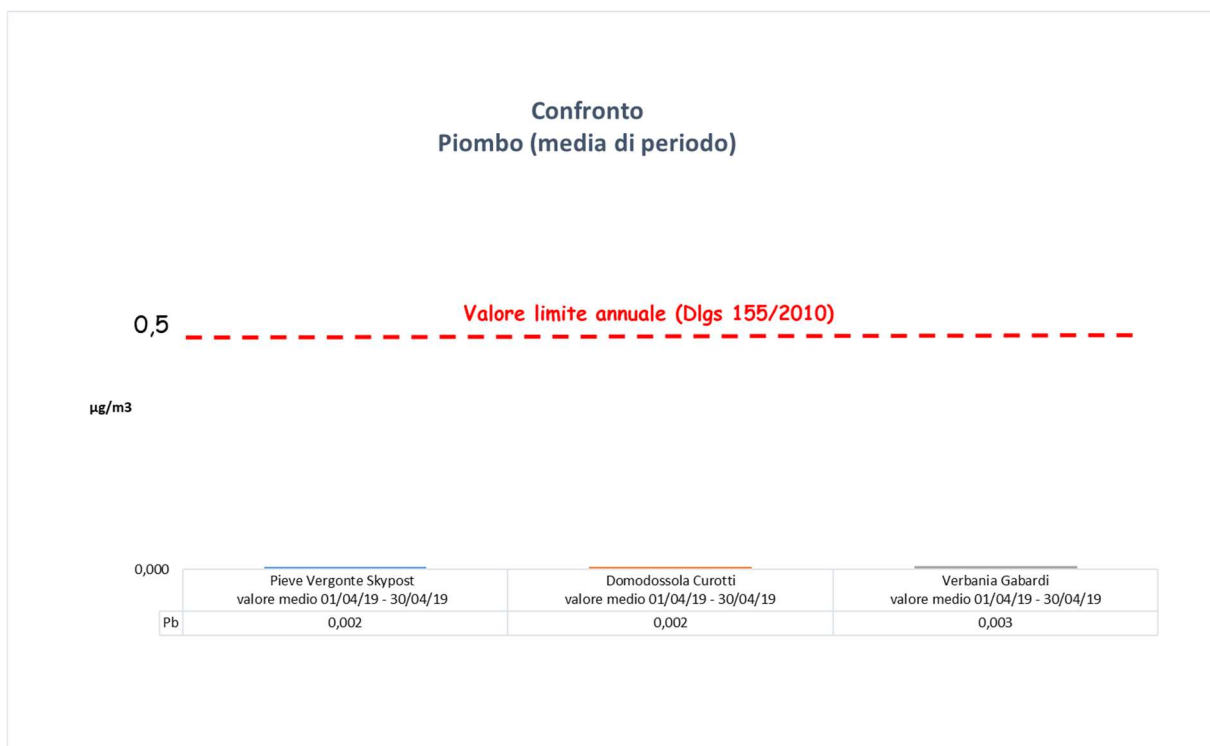 Confronto
Piombo (media di periodo)
Valore limite annuale (Dlgs 155/2010)
0,5
µg/m3
0,000
Pieve Vergonte Skypost
valore medio 01/04/19 - 30/04/19
Domodossola Curotti
valore medio 01/04/19 - 30/04/19
Verbania Gabardi
valore medio 01/04/19 - 30/04/19
Pb 0,002 0,002 0,003